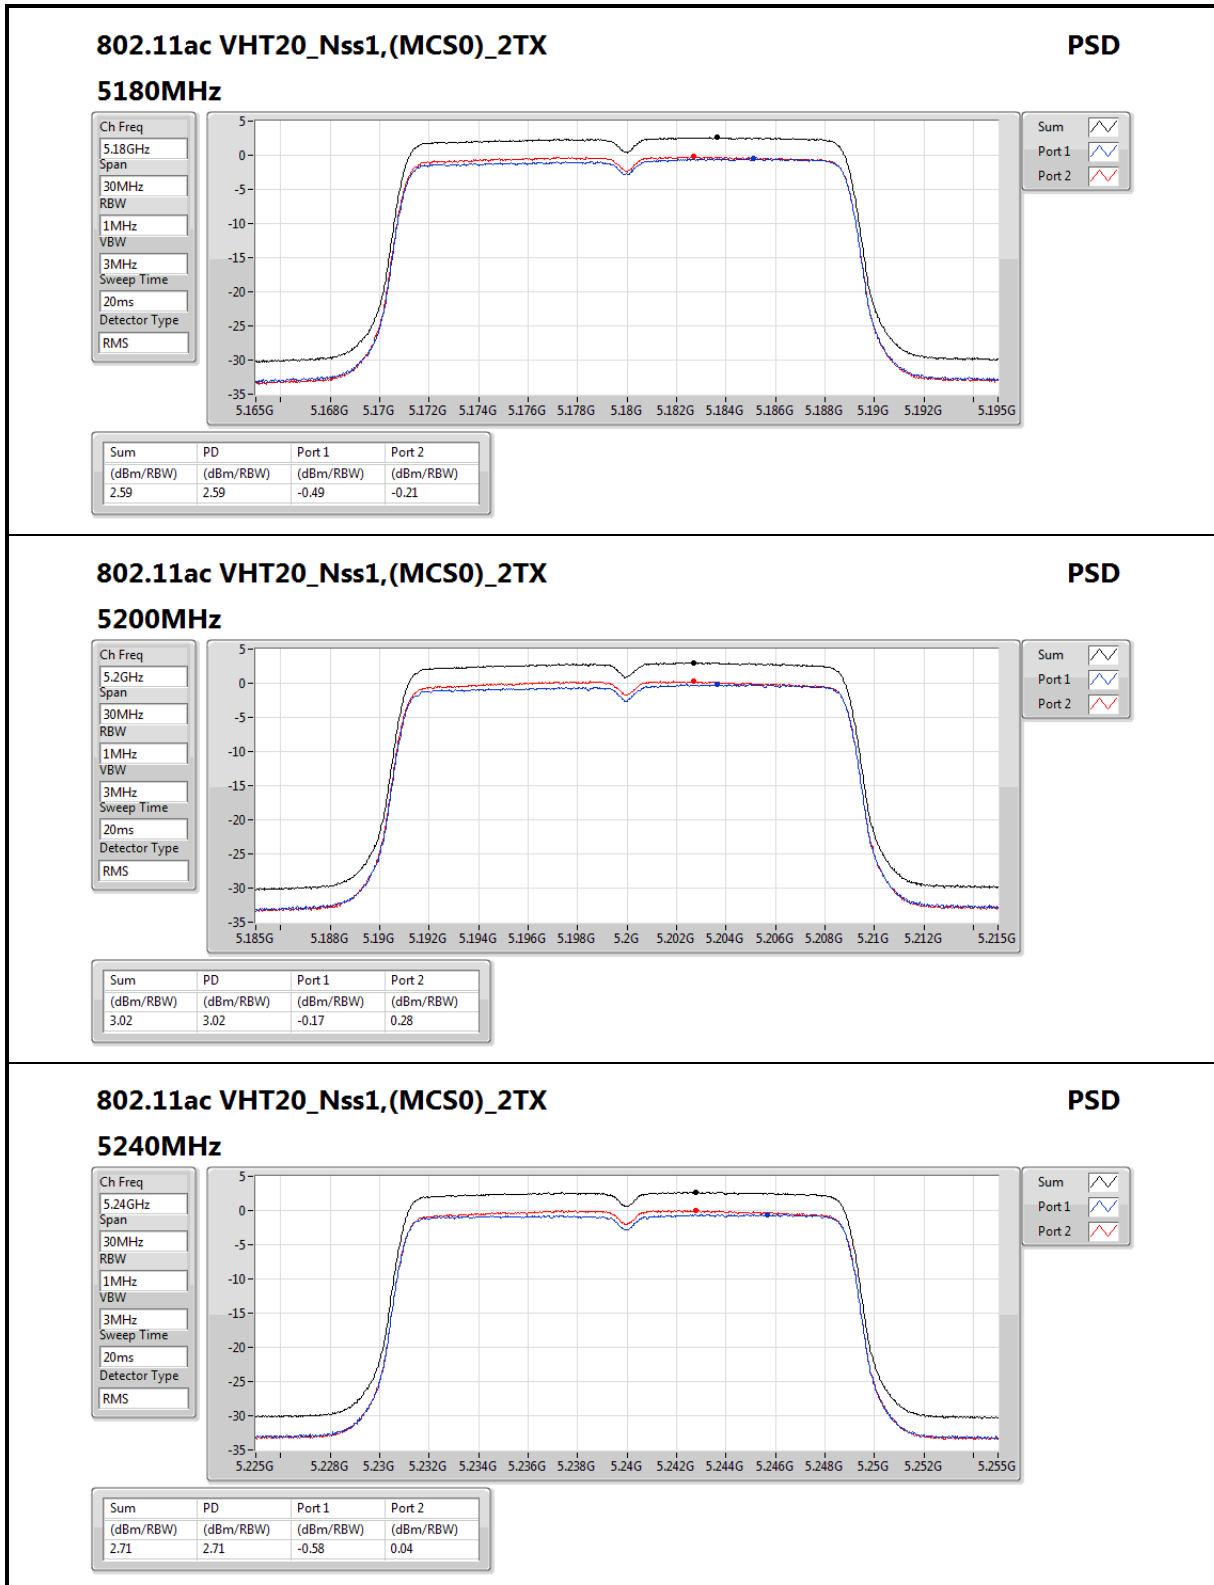 802.11ac VHT20_Nss1,(MCS0)_2TX PSD
5180MHz
Ch Freq
5.18GHz
Span
30MHz
RBW
1MHz
VBW
3MHz
Sweep Time
20ms
Detector Type
RMS
5
0
-5
-10
-15
-20
-25
-30
-35
5.165G 5.168G 5.17G 5.172G 5.174G 5.176G 5.178G 5.18G 5.182G 5.184G 5.186G 5.188G 5.190G 5.192G 5.195G
Sum
Port 1
Port 2
Sum PD Port 1 Port 2
(dBm/RBW) (dBm/RBW) (dBm/RBW) (dBm/RBW)
2.59 2.59 -0.49 -0.21
802.11ac VHT20_Nss1,(MCS0)_2TX PSD
5200MHz
Ch Freq
5.2GHz
Span
30MHz
RBW
1MHz
VBW
3MHz
Sweep Time
20ms
Detector Type
RMS
5
0
-5
-10
-15
-20
-25
-30
-35
5.185G 5.188G 5.19G 5.192G 5.194G 5.196G 5.198G 5.2G 5.202G 5.204G 5.206G 5.208G 5.21G 5.212G 5.215G
Sum
Port 1
Port 2
Sum PD Port 1 Port 2
(dBm/RBW) (dBm/RBW) (dBm/RBW) (dBm/RBW)
3.02 3.02 -0.17 0.28
802.11ac VHT20_Nss1,(MCS0)_2TX PSD
5240MHz
Ch Freq
5.24GHz
Span
30MHz
RBW
1MHz
VBW
3MHz
Sweep Time
20ms
Detector Type
RMS
5
0
-5
-10
-15
-20
-25
-30
-35
5.225G 5.228G 5.23G 5.232G 5.234G 5.236G 5.238G 5.24G 5.242G 5.244G 5.246G 5.248G 5.25G 5.252G 5.255G
Sum
Port 1
Port 2
Sum PD Port 1 Port 2
(dBm/RBW) (dBm/RBW) (dBm/RBW) (dBm/RBW)
2.71 2.71 -0.58 0.04